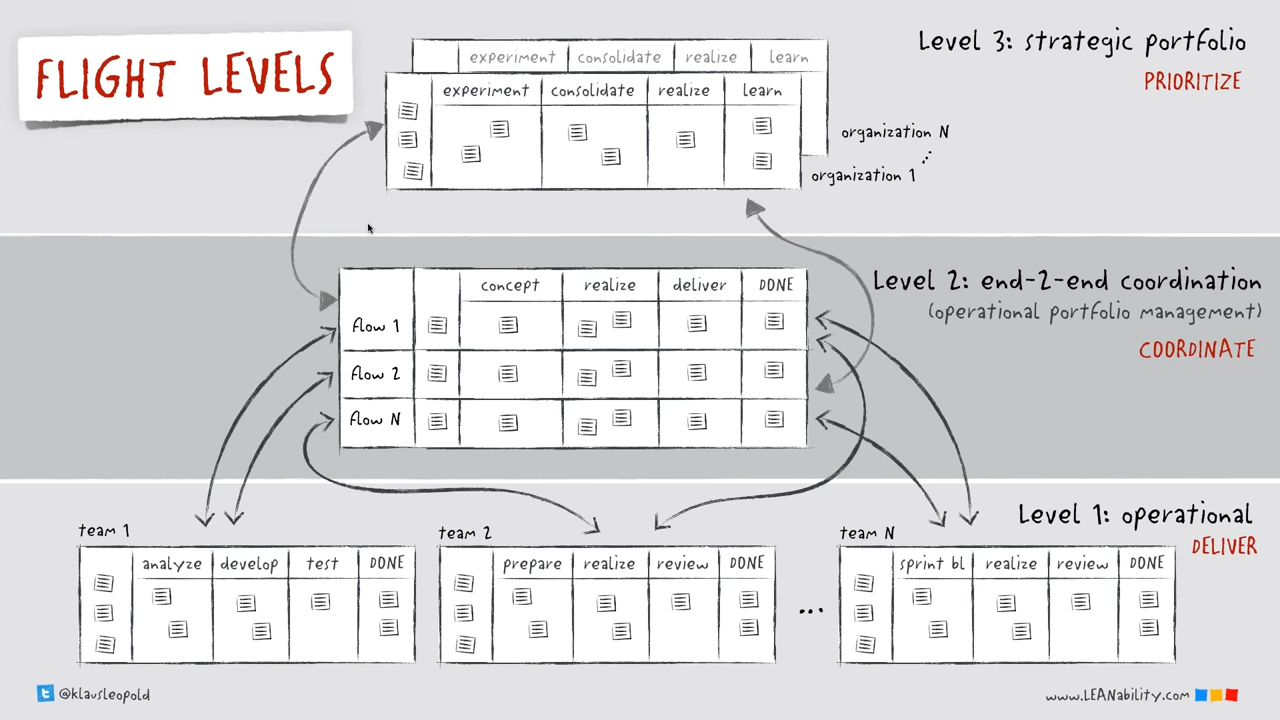 FLIGHT LEVELS
Level 3: strategic portfolio
PRIORITIZE
experiment consolidate realize learn
experiment consolidate realize learn
organization N
organization 1
Level 2: end-2-end coordination
(operational portfolio management)
COORDINATE
concept realize deliver DONE
flow 1
flow 2
flow N
Level 1: operational
DELIVER
team 1
analyze develop test DONE
team 2
prepare realize review DONE
...
team N
sprint bl realize review DONE
@klausleopold
www.LEANability.com